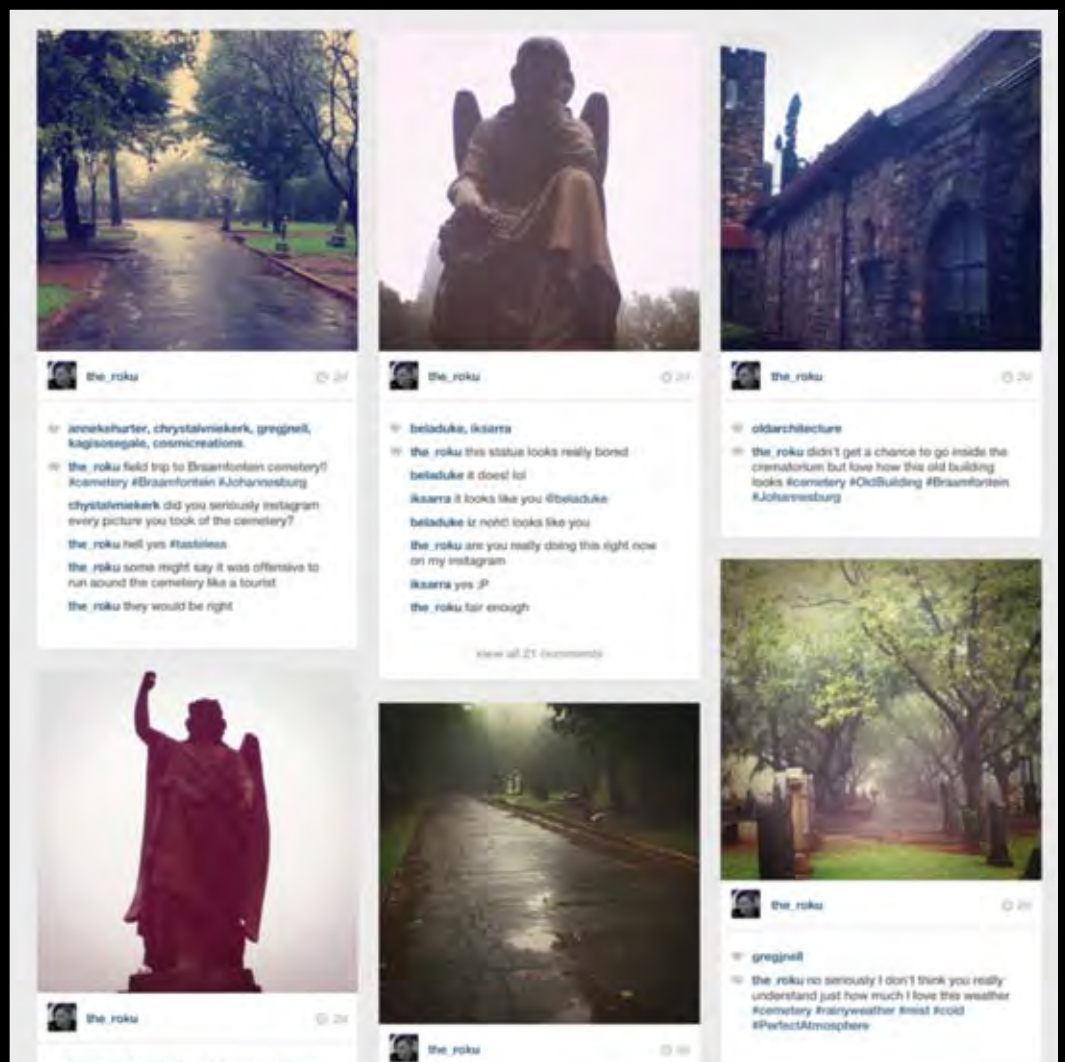 the_roku
2d
annekehurter, chrystalvniekerk, gregjnell,
kagisosegale, cosmicreations
the_roku field trip to Braamfontein cemetery!!
#cemetery #Braamfontein #Johannesburg
chystalvniekerk did you seriously instagram
every picture you took of the cemetery?
the_roku hell yes #tasteless
the_roku some might say it was offensive to
run around the cemetery like a tourist
the_roku they would be right
the_roku
2d
the_roku
2d
beladuke, iksarra
the_roku this statue looks really bored
beladuke it does! lol
iksarra it looks like you @beladuke
beladuke iz noht! looks like you
the_roku are you really doing this right now
on my instagram
iksarra yes ;P
the_roku fair enough
view all 21 comments
the_roku
the_roku
2d
oldarchitecture
the_roku didn't get a chance to go inside the
crematorium but love how this old building
looks #cemetery #OldBuilding #Braamfontein
#Johannesburg
the_roku
2d
gregjnell
the_roku no seriously I don't think you really
understand just how much I love this weather
#cemetery #rainyweather #mist #cold
#PerfectAtmosphere